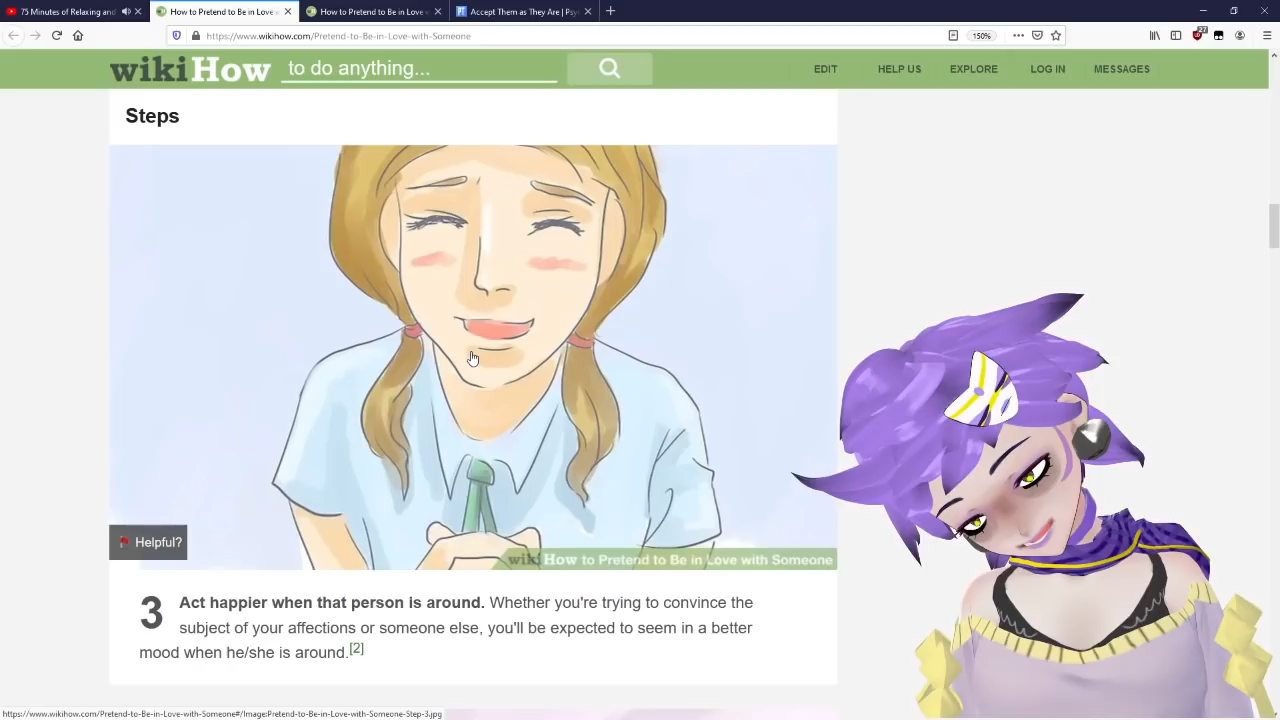 75 Minutes of Relaxing and
How to Pretend to Be in Love w
How to Pretend to Be in Love w
Accept Them as They Are | Psy
https://www.wikihow.com/Pretend-to-Be-in-Love-with-Someone
150%
27
wikiHow to do anything...
EDIT
HELP US
EXPLORE
LOG IN
MESSAGES
Steps
Helpful?
wikiHow to Pretend to Be in Love with Someone
3 Act happier when that person is around. Whether you're trying to convince the
subject of your affections or someone else, you'll be expected to seem in a better
mood when he/she is around.[2]
https://www.wikihow.com/Pretend-to-Be-in-Love-with-Someone#/Image:Pretend-to-Be-in-Love-with-Someone-Step-3.jpg